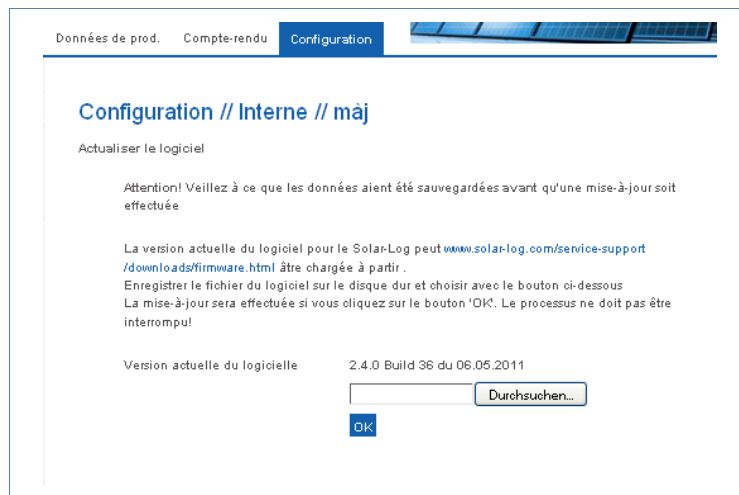 Données de prod. Compte-rendu Configuration
Configuration // Interne // màj
Actualiser le logiciel
Attention! Veillez à ce que les données aient été sauvegardées avant qu'une mise-à-jour soit
effectuée
La version actuelle du logiciel pour le Solar-Log peut www.solar-log.com/service-support
/downloads/firmware.html âtre chargée à partir .
Enregistrer le fichier du logiciel sur le disque dur et choisir avec le bouton ci-dessous
La mise-à-jour sera effectuée si vous cliquez sur le bouton 'OK'. Le processus ne doit pas être
interrompu!
Version actuelle du logicielle 2.4.0 Build 36 du 06.05.2011
Durchsuchen...
OK